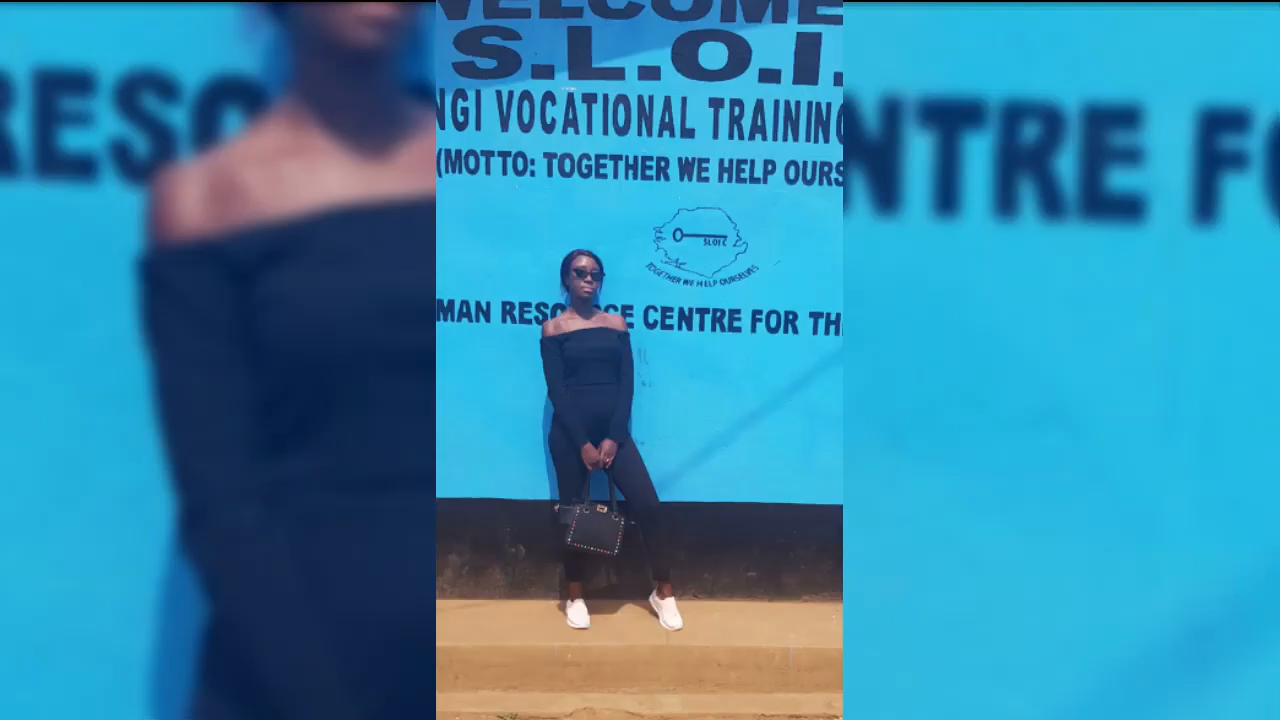 WELCOME
S.L.O.I.
NGI VOCATIONAL TRAINING
(MOTTO: TOGETHER WE HELP OURS
SLOIC
TOGETHER WE HELP OURSELVES
MAN RESO CE CENTRE FOR TH
RESO
NTRE FO